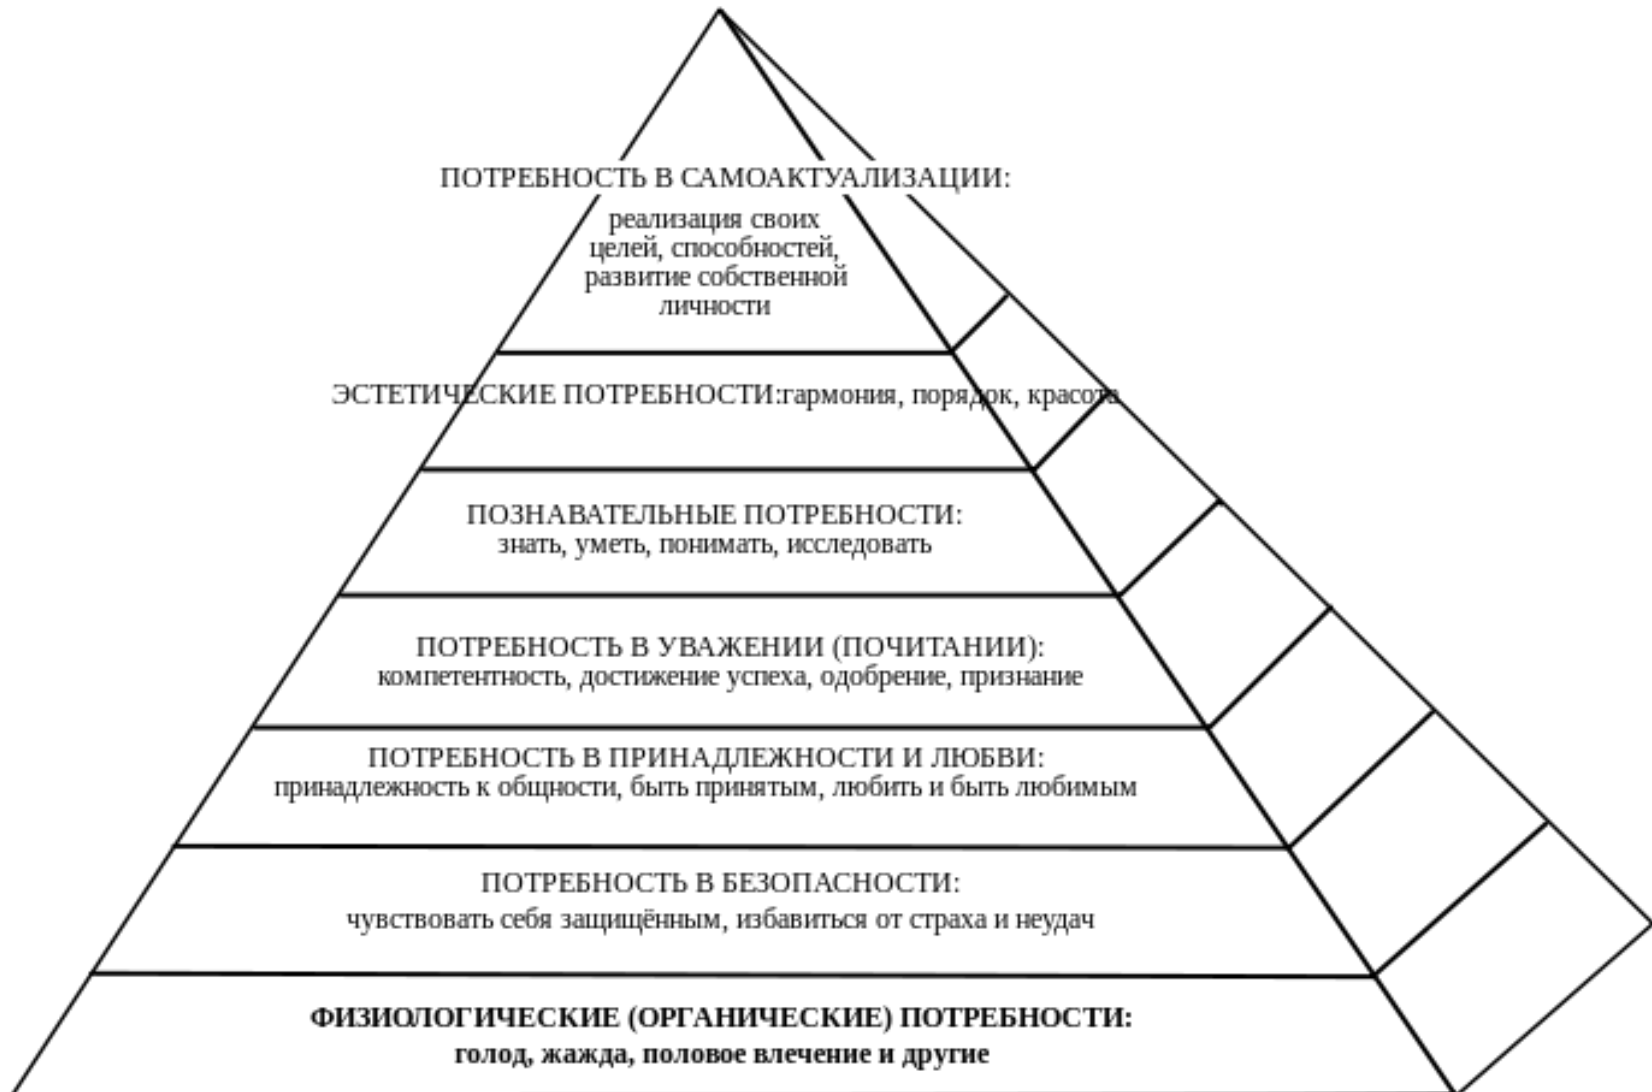 ПОТРЕБНОСТЬ В САМОАКТУАЛИЗАЦИИ:
реализация своих
целей, способностей,
развитие собственной
личности
ЭСТЕТИЧЕСКИЕ ПОТРЕБНОСТИ:гармония, порядок, красота
ПОЗНАВАТЕЛЬНЫЕ ПОТРЕБНОСТИ:
знать, уметь, понимать, исследовать
ПОТРЕБНОСТЬ В УВАЖЕНИИ (ПОЧИТАНИИ):
компетентность, достижение успеха, одобрение, признание
ПОТРЕБНОСТЬ В ПРИНАДЛЕЖНОСТИ И ЛЮБВИ:
принадлежность к общности, быть принятым, любить и быть любимым
ПОТРЕБНОСТЬ В БЕЗОПАСНОСТИ:
чувствовать себя защищённым, избавиться от страха и неудач
ФИЗИОЛОГИЧЕСКИЕ (ОРГАНИЧЕСКИЕ) ПОТРЕБНОСТИ:
голод, жажда, половое влечение и другие